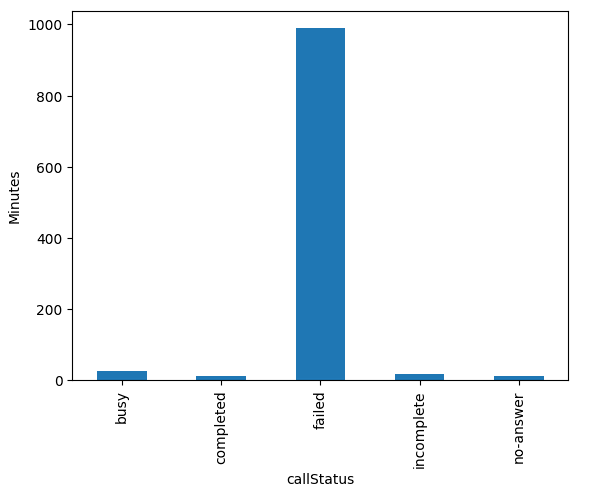 1000
800
600
400
200
0
Minutes
busy
completed
failed
incomplete
no-answer
callStatus